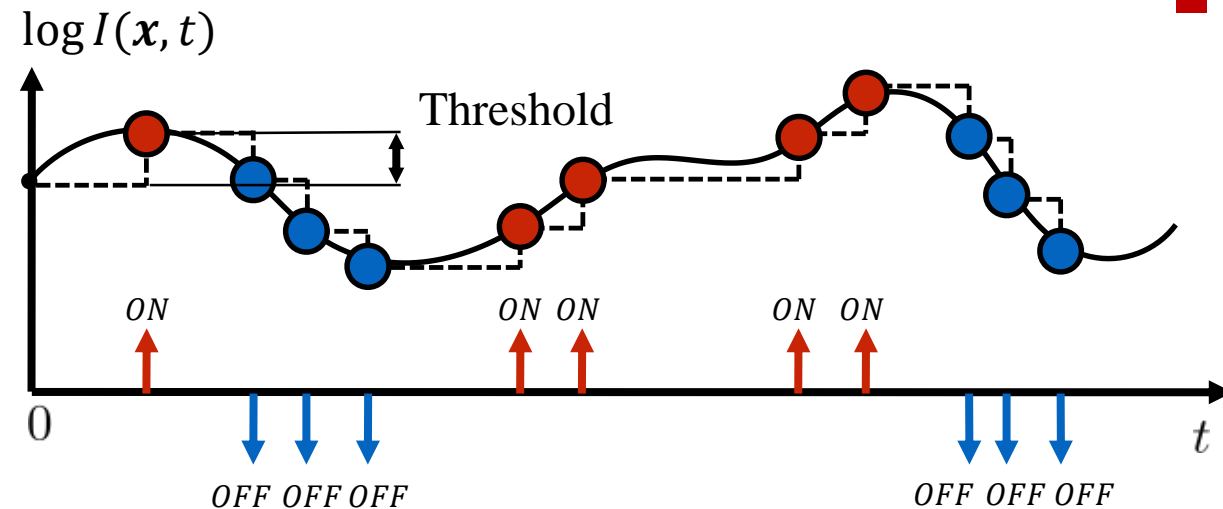 log I(x, t)
Threshold
ON ON ON ON ON
0
t
OFF OFF OFF OFF OFF OFF